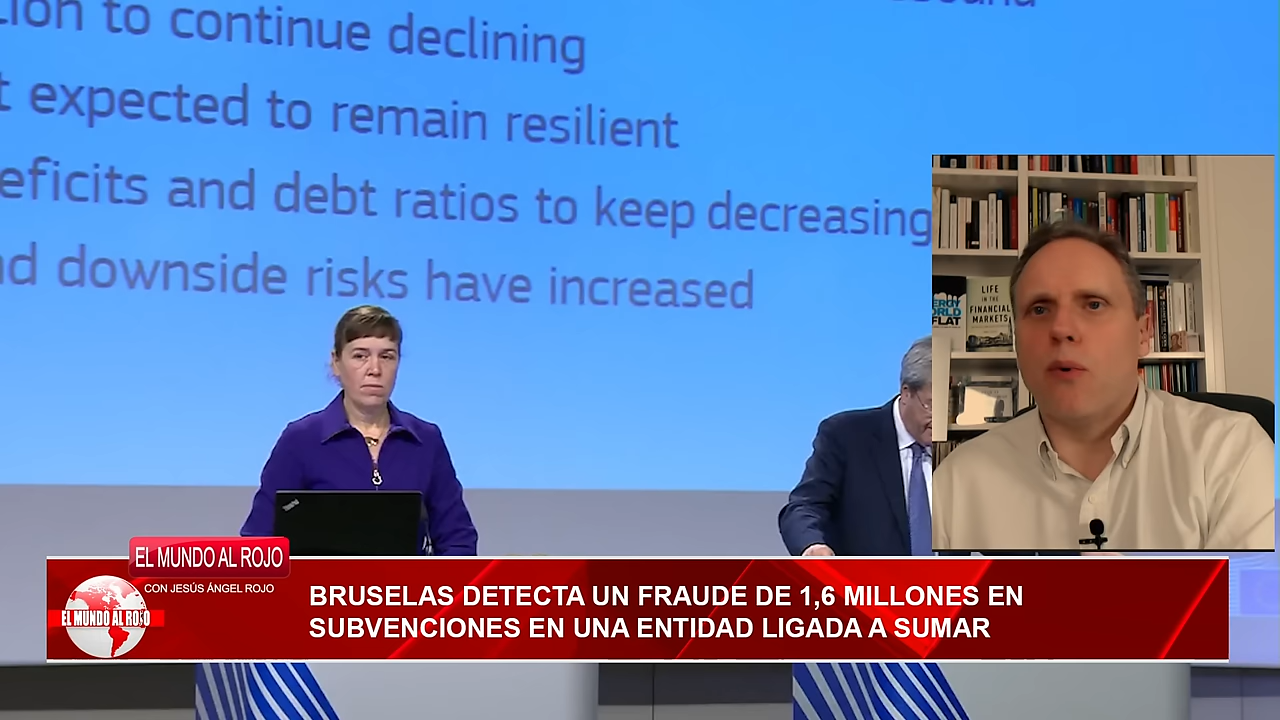 tion to continue declining
t expected to remain resilient
eficits and debt ratios to keep decreasing
nd downside risks have increased
LIFE
IN THE
FINANCIAL
MARKETS
ORLD
FLAT
EL MUNDO AL ROJO
CON JESÚS ÁNGEL ROJO
EL MUNDO AL ROJO
BRUSELAS DETECTA UN FRAUDE DE 1,6 MILLONES EN
SUBVENCIONES EN UNA ENTIDAD LIGADA A SUMAR